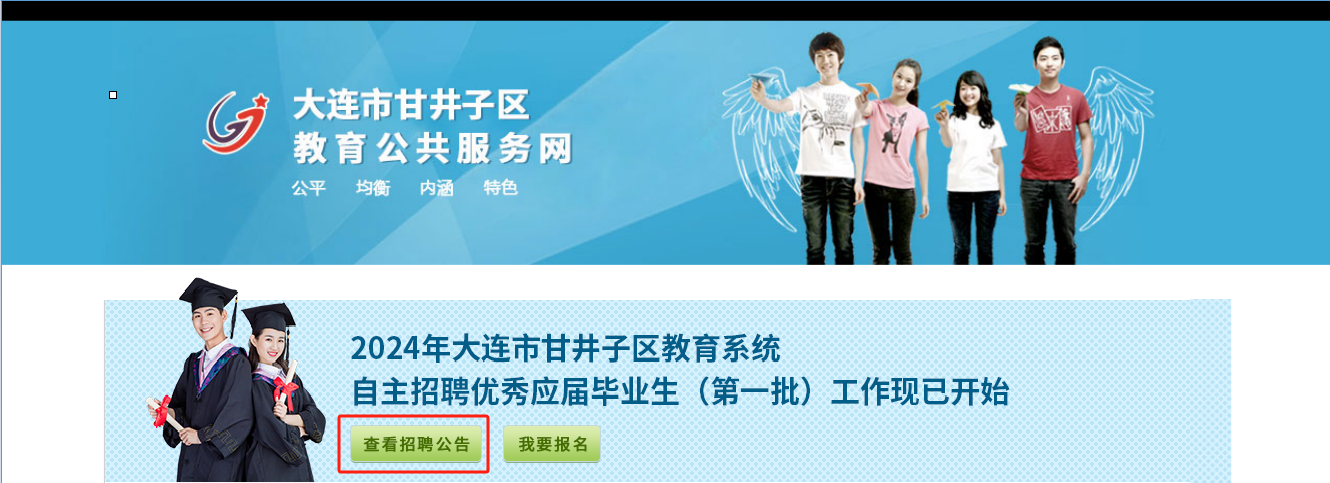 大连市甘井子区
教育公共服务网
公平 均衡 内涵 特色
2024年大连市甘井子区教育系统
自主招聘优秀应届毕业生（第一批）工作现已开始
查看招聘公告 我要报名